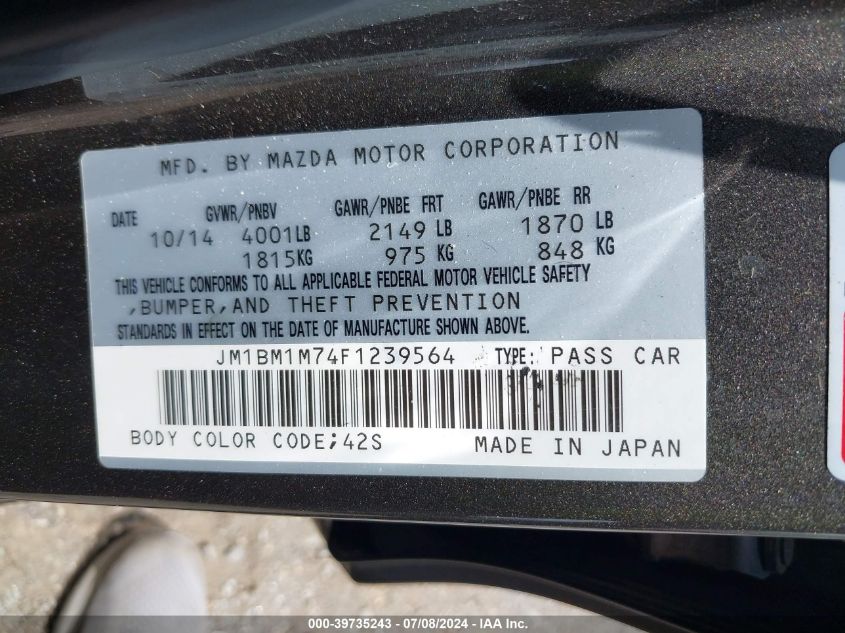 MFD. BY MAZDA MOTOR CORPORATION
DATE GVWR/PNBV GAWR/PNBE FRT GAWR/PNBE RR
10/14 4001LB 2149 LB 1870 LB
1815KG 975 KG 848 KG
THIS VEHICLE CONFORMS TO ALL APPLICABLE FEDERAL MOTOR VEHICLE SAFETY
,BUMPER,AND THEFT PREVENTION
STANDARDS IN EFFECT ON THE DATE OF MANUFACTURE SHOWN ABOVE.
JM1BM1M74F1239564 TYPE: PASS CAR
BODY COLOR CODE;42S MADE IN JAPAN
000-39735243 - 07/08/2024 - IAA Inc.